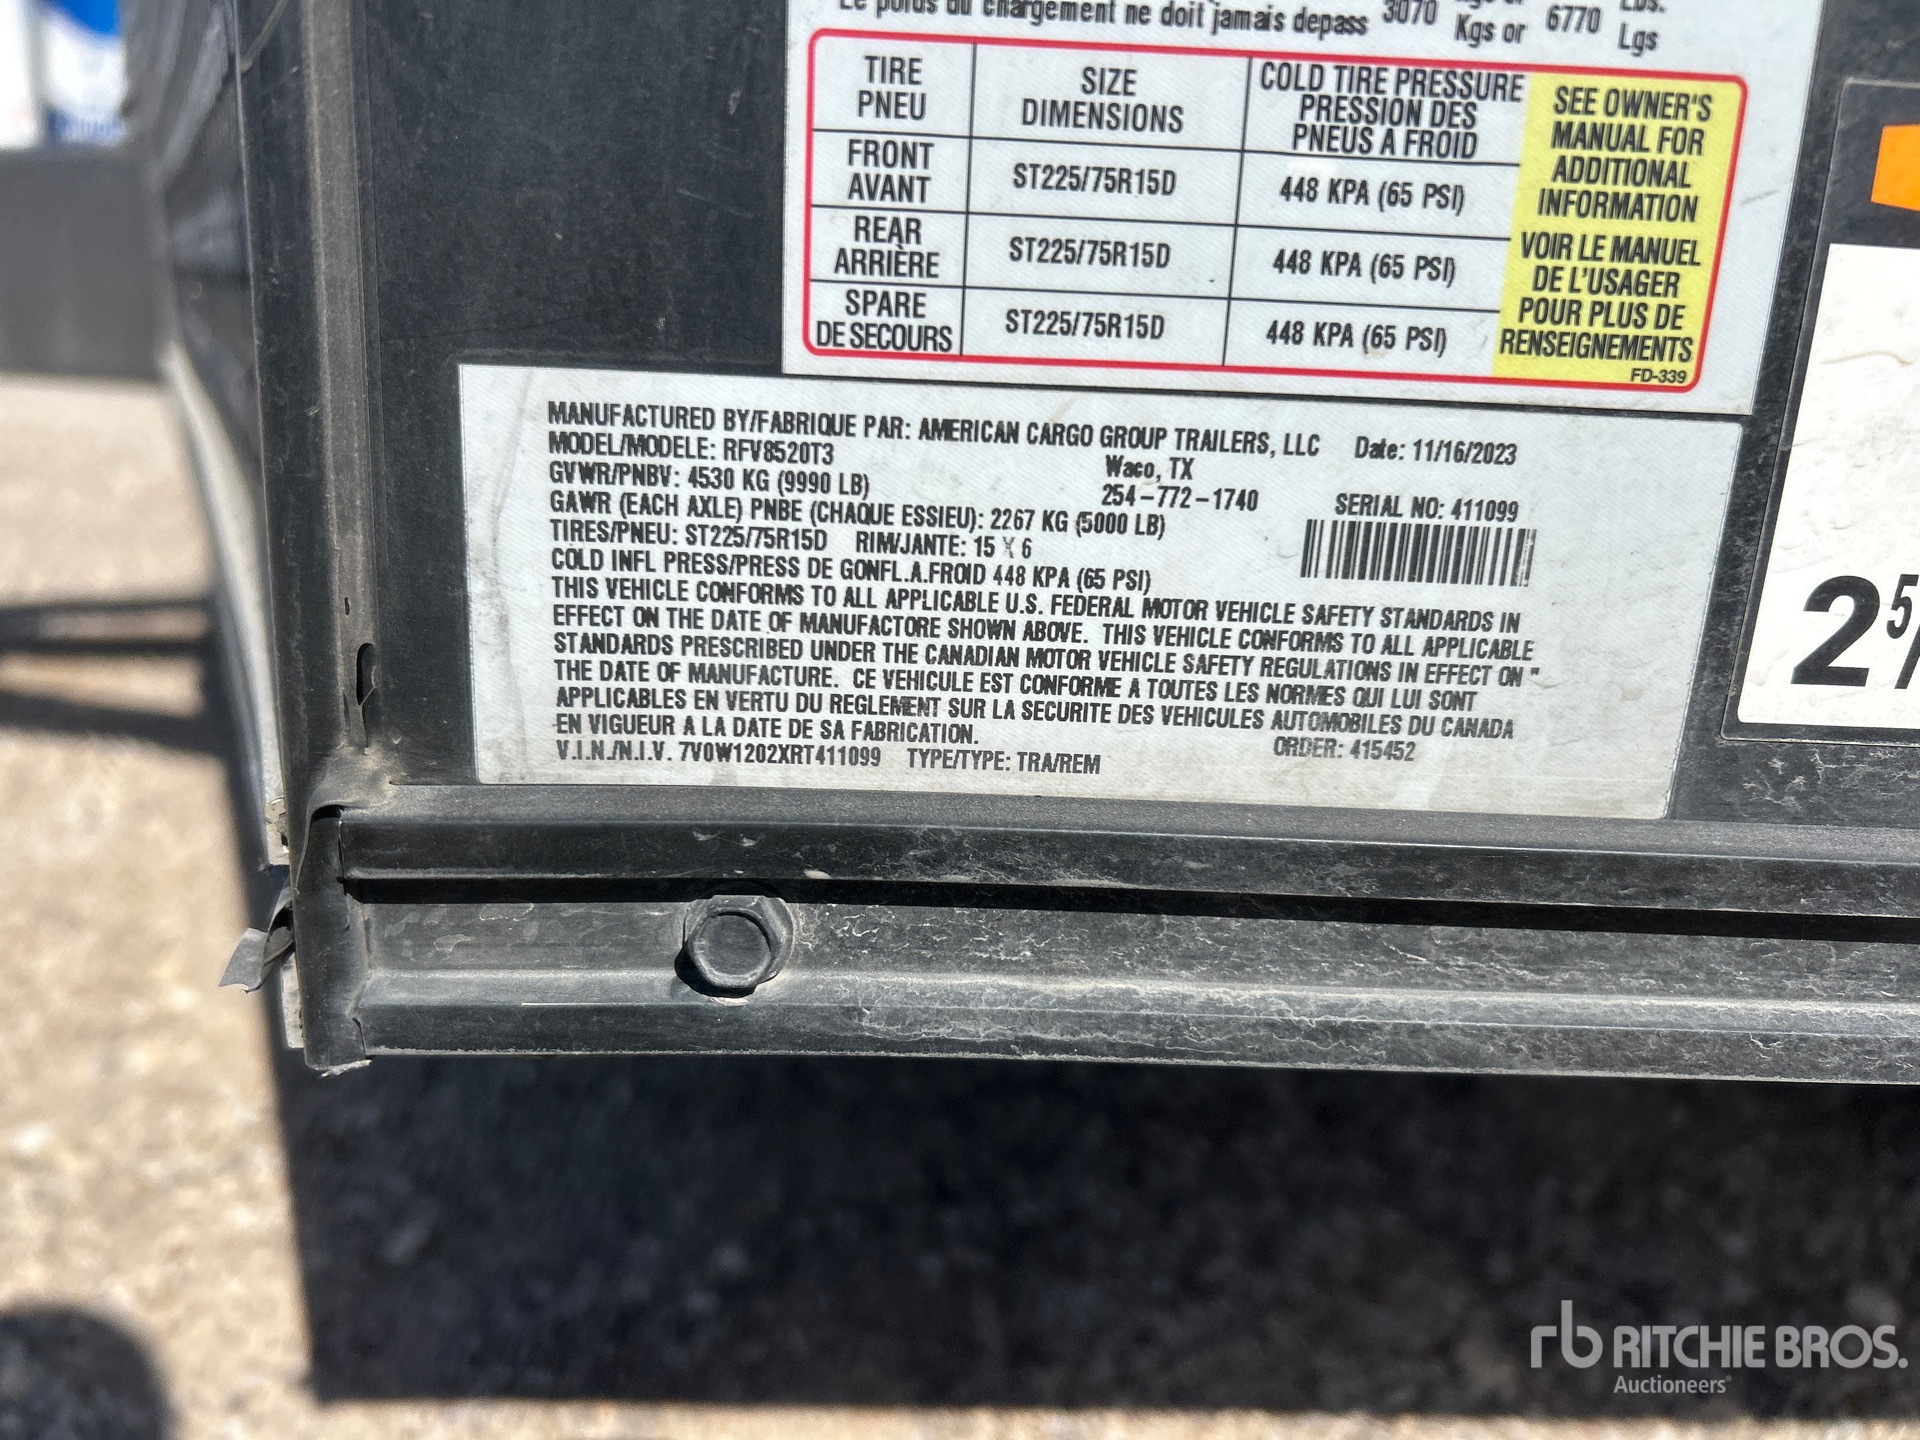 Le poids du chargement ne doit jamais depass 3070 Kgs or 6770 Lgs
TIRE PNEU
SIZE DIMENSIONS
COLD TIRE PRESSURE PRESSION DES PNEUS A FROID
FRONT AVANT
ST225/75R15D
448 KPA (65 PSI)
REAR ARRIÈRE
ST225/75R15D
448 KPA (65 PSI)
SPARE DE SECOURS
ST225/75R15D
448 KPA (65 PSI)
SEE OWNER'S
MANUAL FOR
ADDITIONAL
INFORMATION
VOIR LE MANUEL
DE L'USAGER
POUR PLUS DE
RENSEIGNEMENTS
FD-339
MANUFACTURED BY/FABRIQUE PAR: AMERICAN CARGO GROUP TRAILERS, LLC Date: 11/16/2023
MODEL/MODELE: RFV8520T3 Waco, TX
GVWR/PNBV: 4530 KG (9990 LB) 254-772-1740 SERIAL NO: 411099
GAWR (EACH AXLE) PNBE (CHAQUE ESSIEU): 2267 KG (5000 LB)
TIRES/PNEU: ST225/75R15D RIM/JANTE: 15 X 6
COLD INFL PRESS/PRESS DE GONFL.A.FROID 448 KPA (65 PSI)
THIS VEHICLE CONFORMS TO ALL APPLICABLE U.S. FEDERAL MOTOR VEHICLE SAFETY STANDARDS IN
EFFECT ON THE DATE OF MANUFACTORE SHOWN ABOVE. THIS VEHICLE CONFORMS TO ALL APPLICABLE
STANDARDS PRESCRIBED UNDER THE CANADIAN MOTOR VEHICLE SAFETY REGULATIONS IN EFFECT ON "
THE DATE OF MANUFACTURE. CE VEHICULE EST CONFORME A TOUTES LES NORMES QUI LUI SONT
APPLICABLES EN VERTU DU REGLEMENT SUR LA SECURITE DES VEHICULES AUTOMOBILES DU CANADA
EN VIGUEUR A LA DATE DE SA FABRICATION. ORDER: 415452
V.I.N./N.I.V. 7V0W1202XRT411099 TYPE/TYPE: TRA/REM
2 5/
rb RITCHIE BROS.
Auctioneers